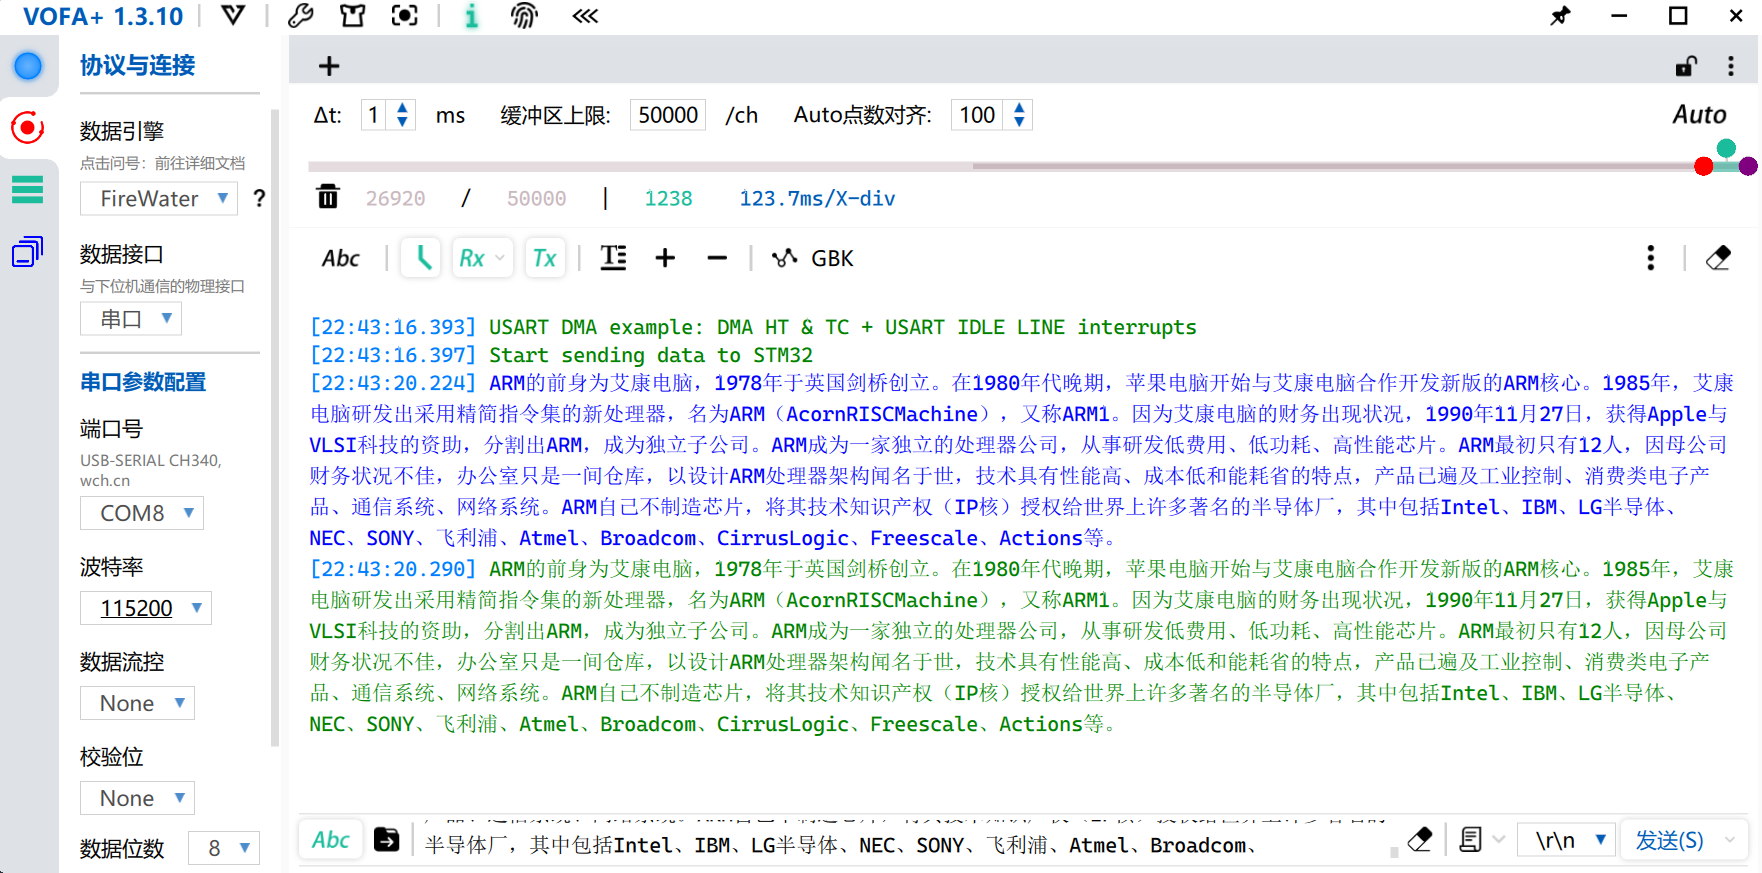 VOFA+ 1.3.10
协议与连接
数据引擎
点击问号：前往详细文档
FireWater ?
数据接口
与下位机通信的物理接口
串口
串口参数配置
端口号
USB-SERIAL CH340,
wch.cn
COM8
波特率
115200
数据流控
None
校验位
None
数据位数 8
Δt: 1 ms 缓冲区上限: 50000 /ch Auto点数对齐: 100 Auto
26920 / 50000 | 1238 123.7ms/X-div
Abc Rx Tx GBK
[22:43:16.393] USART DMA example: DMA HT & TC + USART IDLE LINE interrupts
[22:43:16.397] Start sending data to STM32
[22:43:20.224] ARM的前身为艾康电脑，1978年于英国剑桥创立。在1980年代晚期，苹果电脑开始与艾康电脑合作开发新版的ARM核心。1985年，艾康
电脑研发出采用精简指令集的新处理器，名为ARM（AcornRISCMachine），又称ARM1。因为艾康电脑的财务出现状况，1990年11月27日，获得Apple与
VLSI科技的资助，分割出ARM，成为独立子公司。ARM成为一家独立的处理器公司，从事研发低费用、低功耗、高性能芯片。ARM最初只有12人，因母公司
财务状况不佳，办公室只是一间仓库，以设计ARM处理器架构闻名于世，技术具有性能高、成本低和能耗省的特点，产品已遍及工业控制、消费类电子产
品、通信系统、网络系统。ARM自己不制造芯片，将其技术知识产权（IP核）授权给世界上许多著名的半导体厂，其中包括Intel、IBM、LG半导体、
NEC、SONY、飞利浦、Atmel、Broadcom、CirrusLogic、Freescale、Actions等。
[22:43:20.290] ARM的前身为艾康电脑，1978年于英国剑桥创立。在1980年代晚期，苹果电脑开始与艾康电脑合作开发新版的ARM核心。1985年，艾康
电脑研发出采用精简指令集的新处理器，名为ARM（AcornRISCMachine），又称ARM1。因为艾康电脑的财务出现状况，1990年11月27日，获得Apple与
VLSI科技的资助，分割出ARM，成为独立子公司。ARM成为一家独立的处理器公司，从事研发低费用、低功耗、高性能芯片。ARM最初只有12人，因母公司
财务状况不佳，办公室只是一间仓库，以设计ARM处理器架构闻名于世，技术具有性能高、成本低和能耗省的特点，产品已遍及工业控制、消费类电子产
品、通信系统、网络系统。ARM自己不制造芯片，将其技术知识产权（IP核）授权给世界上许多著名的半导体厂，其中包括Intel、IBM、LG半导体、
NEC、SONY、飞利浦、Atmel、Broadcom、CirrusLogic、Freescale、Actions等。
Abc
半导体厂，其中包括Intel、IBM、LG半导体、NEC、SONY、飞利浦、Atmel、Broadcom、
\r\n 发送(S)